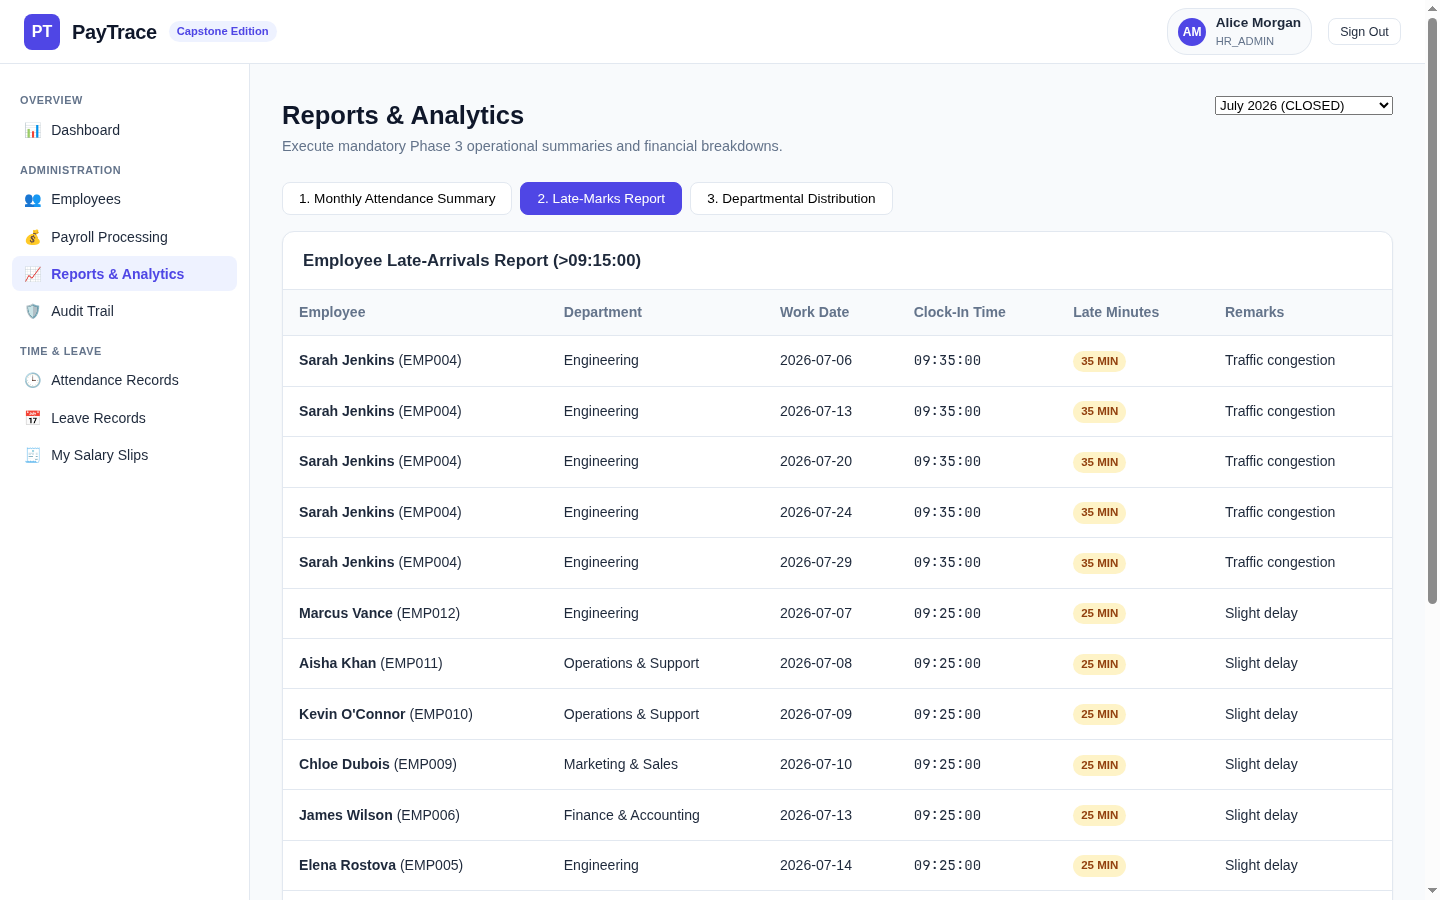 PT PayTrace Capstone Edition
AM Alice Morgan HR_ADMIN Sign Out
OVERVIEW
Dashboard
ADMINISTRATION
Employees
Payroll Processing
Reports & Analytics
Audit Trail
TIME & LEAVE
Attendance Records
Leave Records
My Salary Slips
Reports & Analytics
July 2026 (CLOSED)
Execute mandatory Phase 3 operational summaries and financial breakdowns.
1. Monthly Attendance Summary 2. Late-Marks Report 3. Departmental Distribution
Employee Late-Arrivals Report (>09:15:00)
Employee Department Work Date Clock-In Time Late Minutes Remarks
Sarah Jenkins (EMP004) Engineering 2026-07-06 09:35:00 35 MIN Traffic congestion
Sarah Jenkins (EMP004) Engineering 2026-07-13 09:35:00 35 MIN Traffic congestion
Sarah Jenkins (EMP004) Engineering 2026-07-20 09:35:00 35 MIN Traffic congestion
Sarah Jenkins (EMP004) Engineering 2026-07-24 09:35:00 35 MIN Traffic congestion
Sarah Jenkins (EMP004) Engineering 2026-07-29 09:35:00 35 MIN Traffic congestion
Marcus Vance (EMP012) Engineering 2026-07-07 09:25:00 25 MIN Slight delay
Aisha Khan (EMP011) Operations & Support 2026-07-08 09:25:00 25 MIN Slight delay
Kevin O'Connor (EMP010) Operations & Support 2026-07-09 09:25:00 25 MIN Slight delay
Chloe Dubois (EMP009) Marketing & Sales 2026-07-10 09:25:00 25 MIN Slight delay
James Wilson (EMP006) Finance & Accounting 2026-07-13 09:25:00 25 MIN Slight delay
Elena Rostova (EMP005) Engineering 2026-07-14 09:25:00 25 MIN Slight delay